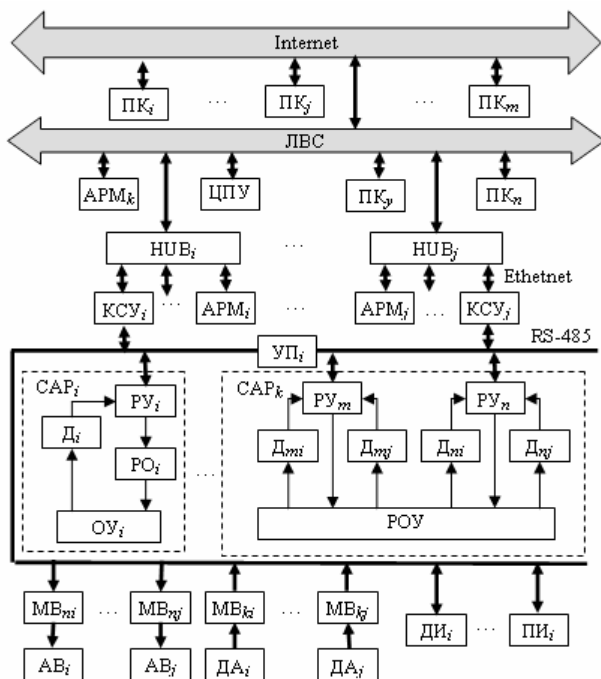 Internet
ПКi ... ПКj ... ПКm
ЛВС
АРМk ЦПУ ПКy ПКn
HUBi ... HUBj
Ethetnet
КСУi ... АРМi ... АРМj ... КСУj
RS-485
УПi
САРi САРk
РУi РУm РУn
Дi Дmi Дmj Дni Дnj
РОi ...
ОУi РОУ
МВni ... МВnj МВki ... МВkj
ДИi ... ПИi
АВi АВj ДАi ДАj